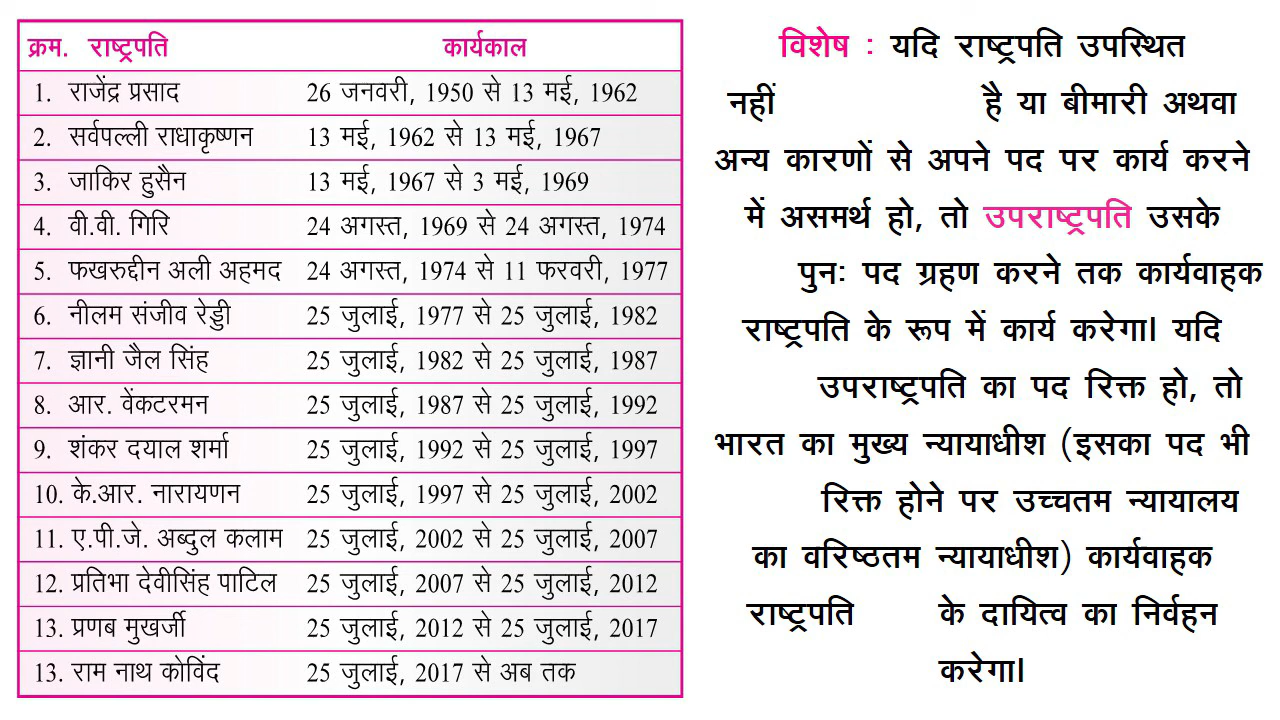 क्रम. राष्ट्रपति कार्यकाल
1. राजेंद्र प्रसाद 26 जनवरी, 1950 से 13 मई, 1962
2. सर्वपल्ली राधाकृष्णन 13 मई, 1962 से 13 मई, 1967
3. जाकिर हुसैन 13 मई, 1967 से 3 मई, 1969
4. वी.वी. गिरि 24 अगस्त, 1969 से 24 अगस्त, 1974
5. फखरुद्दीन अली अहमद 24 अगस्त, 1974 से 11 फरवरी, 1977
6. नीलम संजीव रेड्डी 25 जुलाई, 1977 से 25 जुलाई, 1982
7. ज्ञानी जैल सिंह 25 जुलाई, 1982 से 25 जुलाई, 1987
8. आर. वेंकटरमन 25 जुलाई, 1987 से 25 जुलाई, 1992
9. शंकर दयाल शर्मा 25 जुलाई, 1992 से 25 जुलाई, 1997
10. के.आर. नारायणन 25 जुलाई, 1997 से 25 जुलाई, 2002
11. ए.पी.जे. अब्दुल कलाम 25 जुलाई, 2002 से 25 जुलाई, 2007
12. प्रतिभा देवीसिंह पाटिल 25 जुलाई, 2007 से 25 जुलाई, 2012
13. प्रणब मुखर्जी 25 जुलाई, 2012 से 25 जुलाई, 2017
13. राम नाथ कोविंद 25 जुलाई, 2017 से अब तक
विशेष : यदि राष्ट्रपति उपस्थित
नहीं है या बीमारी अथवा
अन्य कारणों से अपने पद पर कार्य करने
में असमर्थ हो, तो उपराष्ट्रपति उसके
पुनः पद ग्रहण करने तक कार्यवाहक
राष्ट्रपति के रूप में कार्य करेगा। यदि
उपराष्ट्रपति का पद रिक्त हो, तो
भारत का मुख्य न्यायाधीश (इसका पद भी
रिक्त होने पर उच्चतम न्यायालय
का वरिष्ठतम न्यायाधीश) कार्यवाहक
राष्ट्रपति के दायित्व का निर्वहन
करेगा।